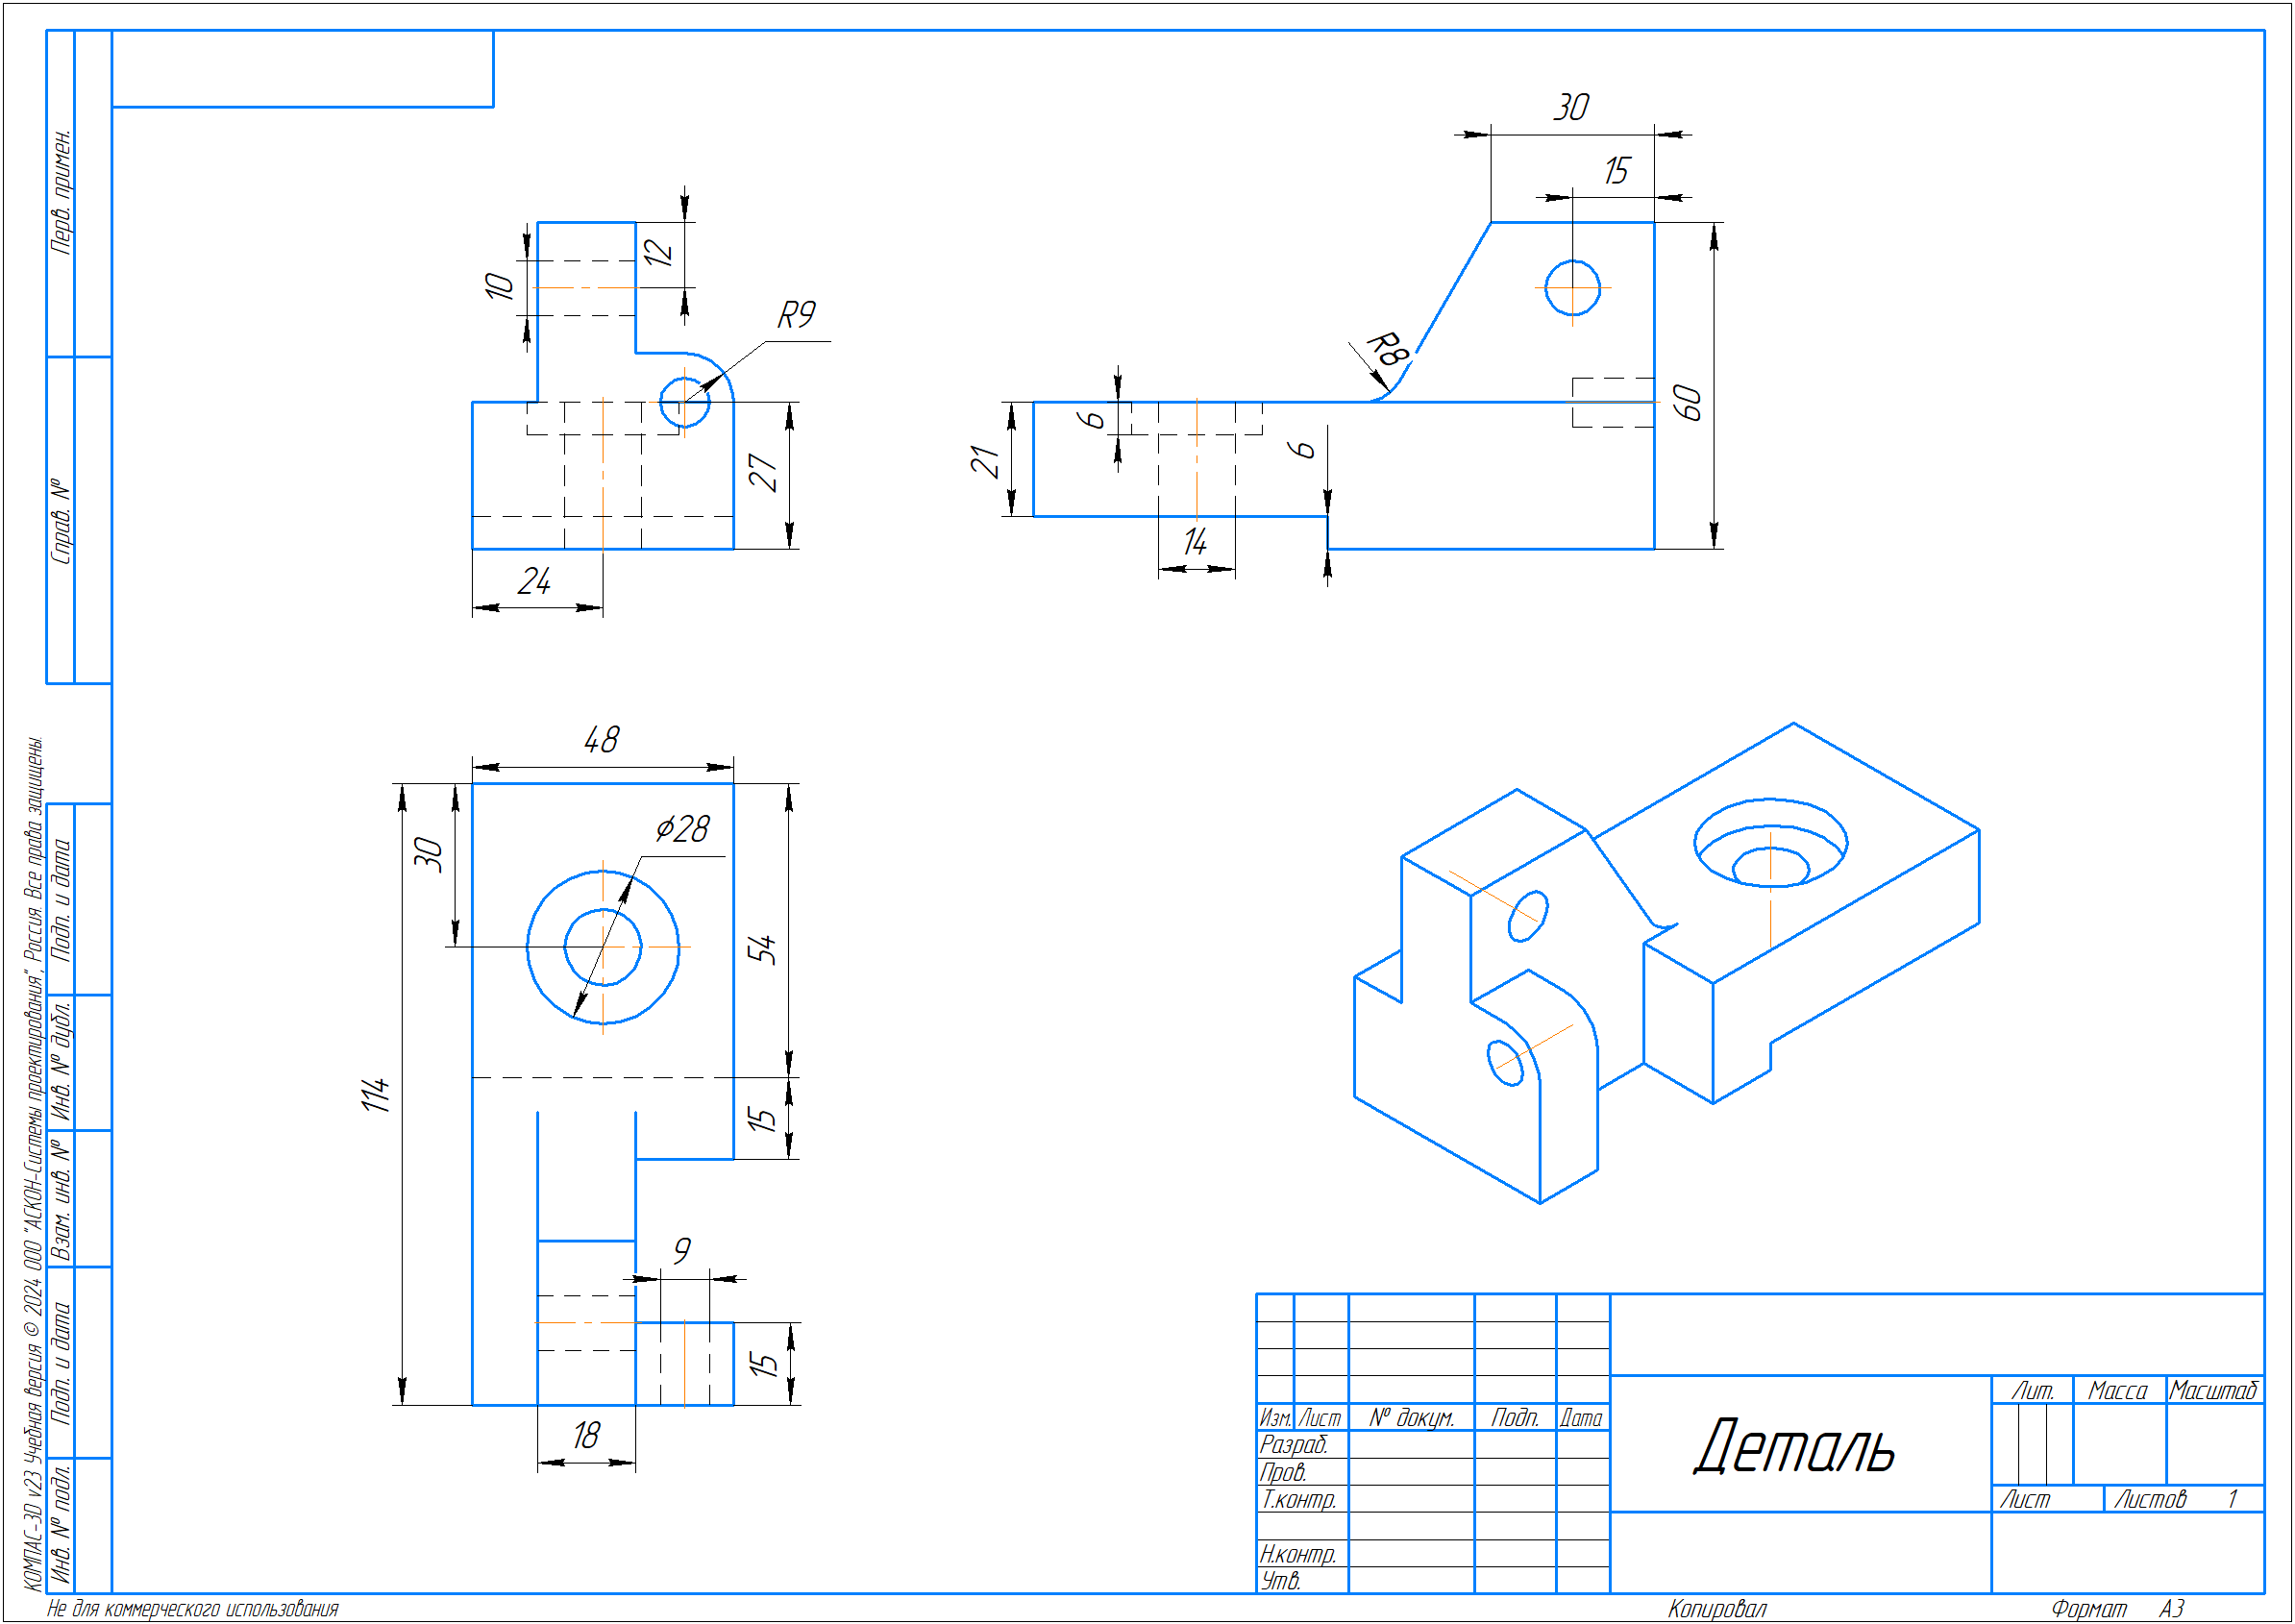 Перв. примен.
Справ. №
Подп. и дата
Инв. № дубл.
Взам. инв. №
Подп. и дата
Инв. № подл.
КОМПАС-3D v23 Учебная версия © 2024 ООО "АСКОН-Системы проектирования", Россия. Все права защищены.
12
10
R9
27
24
30
15
R8
60
6
21
6
14
48
30
⌀28
54
114
15
9
15
18
Изм. Лист № докум. Подп. Дата
Разраб.
Пров.
Т.контр.
Н.контр.
Утв.
Деталь
Лит. Масса Масштаб
Лист Листов 1
Не для коммерческого использования
Копировал
Формат A3